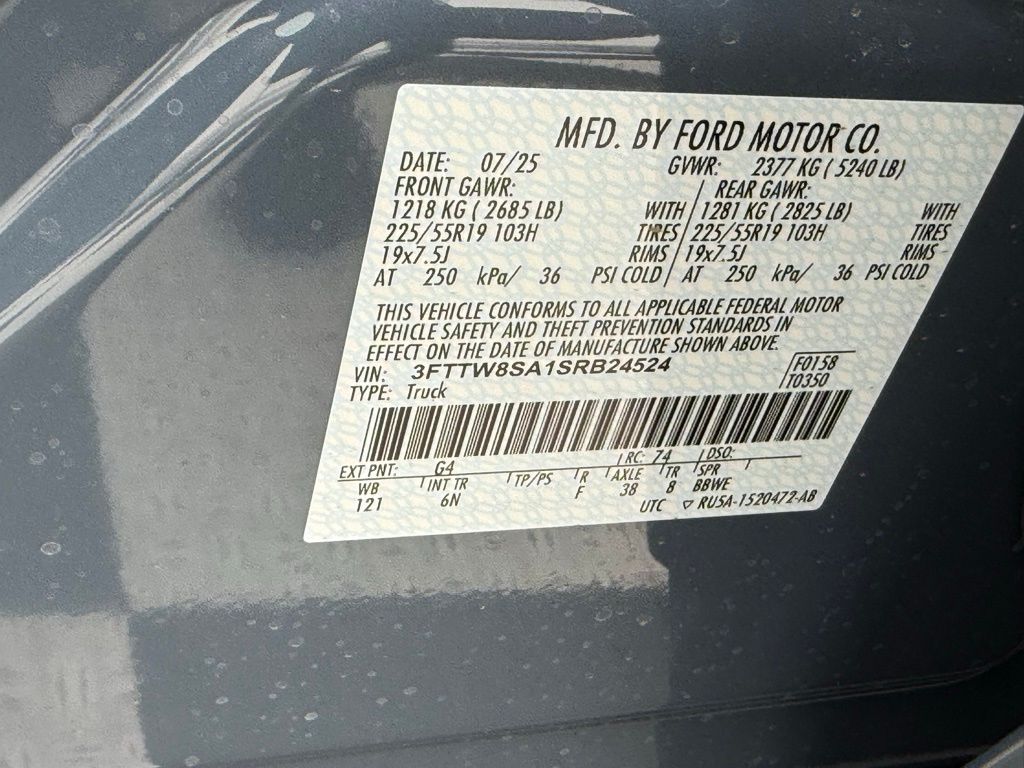 MFD. BY FORD MOTOR CO.
DATE: 07/25 GVWR: 2377 KG ( 5240 LB)
FRONT GAWR: / REAR GAWR:
1218 KG ( 2685 LB) WITH / 1281 KG ( 2825 LB) WITH
225/55R19 103H TIRES / 225/55R19 103H TIRES
19x7.5J RIMS / 19x7.5J RIMS
AT 250 kPa/ 36 PSI COLD / AT 250 kPa/ 36 PSI COLD
THIS VEHICLE CONFORMS TO ALL APPLICABLE FEDERAL MOTOR
VEHICLE SAFETY AND THEFT PREVENTION STANDARDS IN
EFFECT ON THE DATE OF MANUFACTURE SHOWN ABOVE.
VIN: 3FTTW8SA1SRB24524 F0158
TYPE: Truck T0350
EXT PNT: G4 RC: 74 DSO:
WB INT TR TP/PS R AXLE TR SPR
121 6N F 38 8 BBWE
UTC ▽ RU5A-1520472-AB